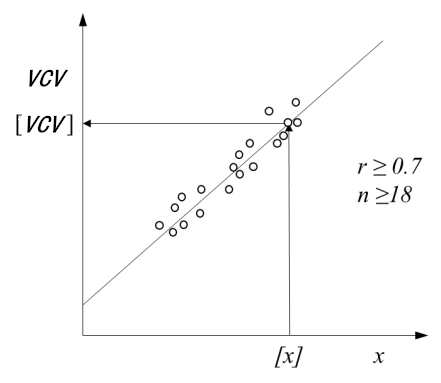 VCV
[VCV]
r ≥ 0.7
n ≥18
[x]
x